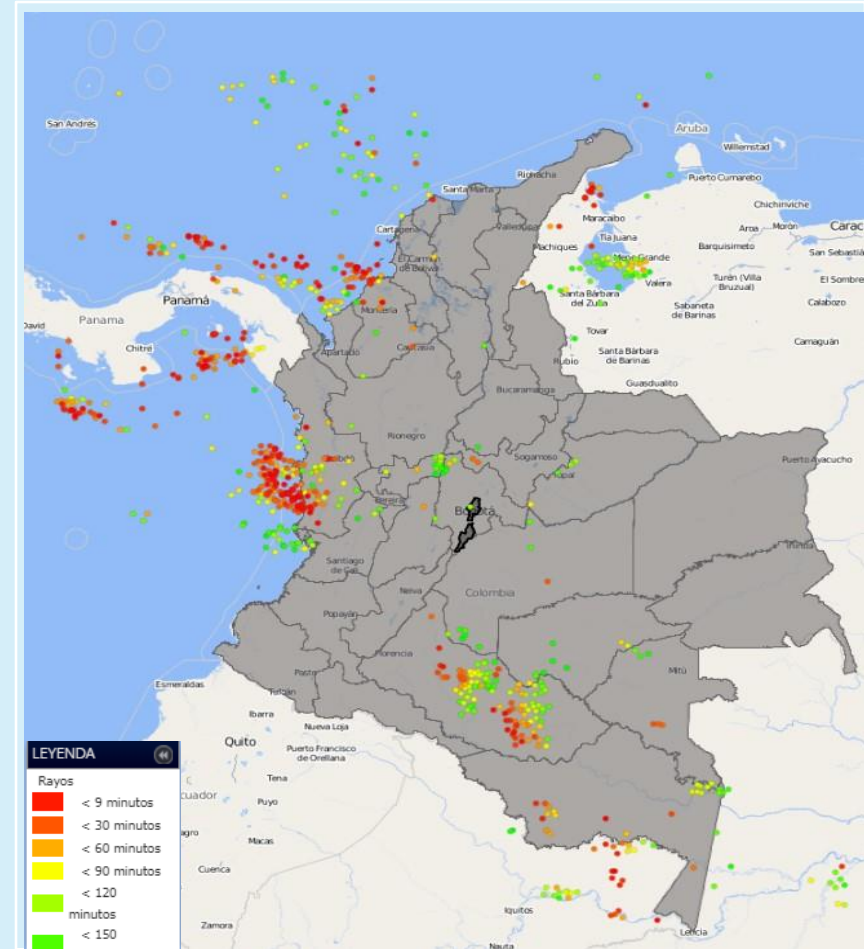 San Andrés
Aruba
Willemstad
Riohacha
Puerto Cumarebo
Santa Marta
Chichiriviche
Maracaibo
Cartagena
Valledupar
Tía Juana
Aroa
Morón
Carac
Machiques
Barquisimeto
El Carmen
de Bolívar
Mene Grande
San Sebastiá
Valera
Turén (Villa
Bruzual)
El Sombre
Panamá
Santa Bárbara
del Zulia
Sabaneta
de Barinas
Calabozo
Panama
Montería
David
Tovar
Camaguán
Chitré
Apartadó
Caucasia
Rubio
Santa Bárbara
de Barinas
Guasdualito
Bucaramanga
Rionegro
Sogamoso
Puerto Ayacucho
Quibdó
Yopal
Pereira
Bogotá
Inírida
Santiago
de Cali
Neiva
Colombia
Popayán
Florencia
Mitú
Pasto
Esmeraldas
Tulcán
Ibarra
Nueva Loja
Quito
Puerto Francisco
de Orellana
LEYENDA
Tena
Rayos
cuador
Puyo
< 9 minutos
< 30 minutos
agro
Macas
< 60 minutos
< 90 minutos
Cuenca
< 120
minutos
Iquitos
< 150
Zamora
Leticia
Nauta